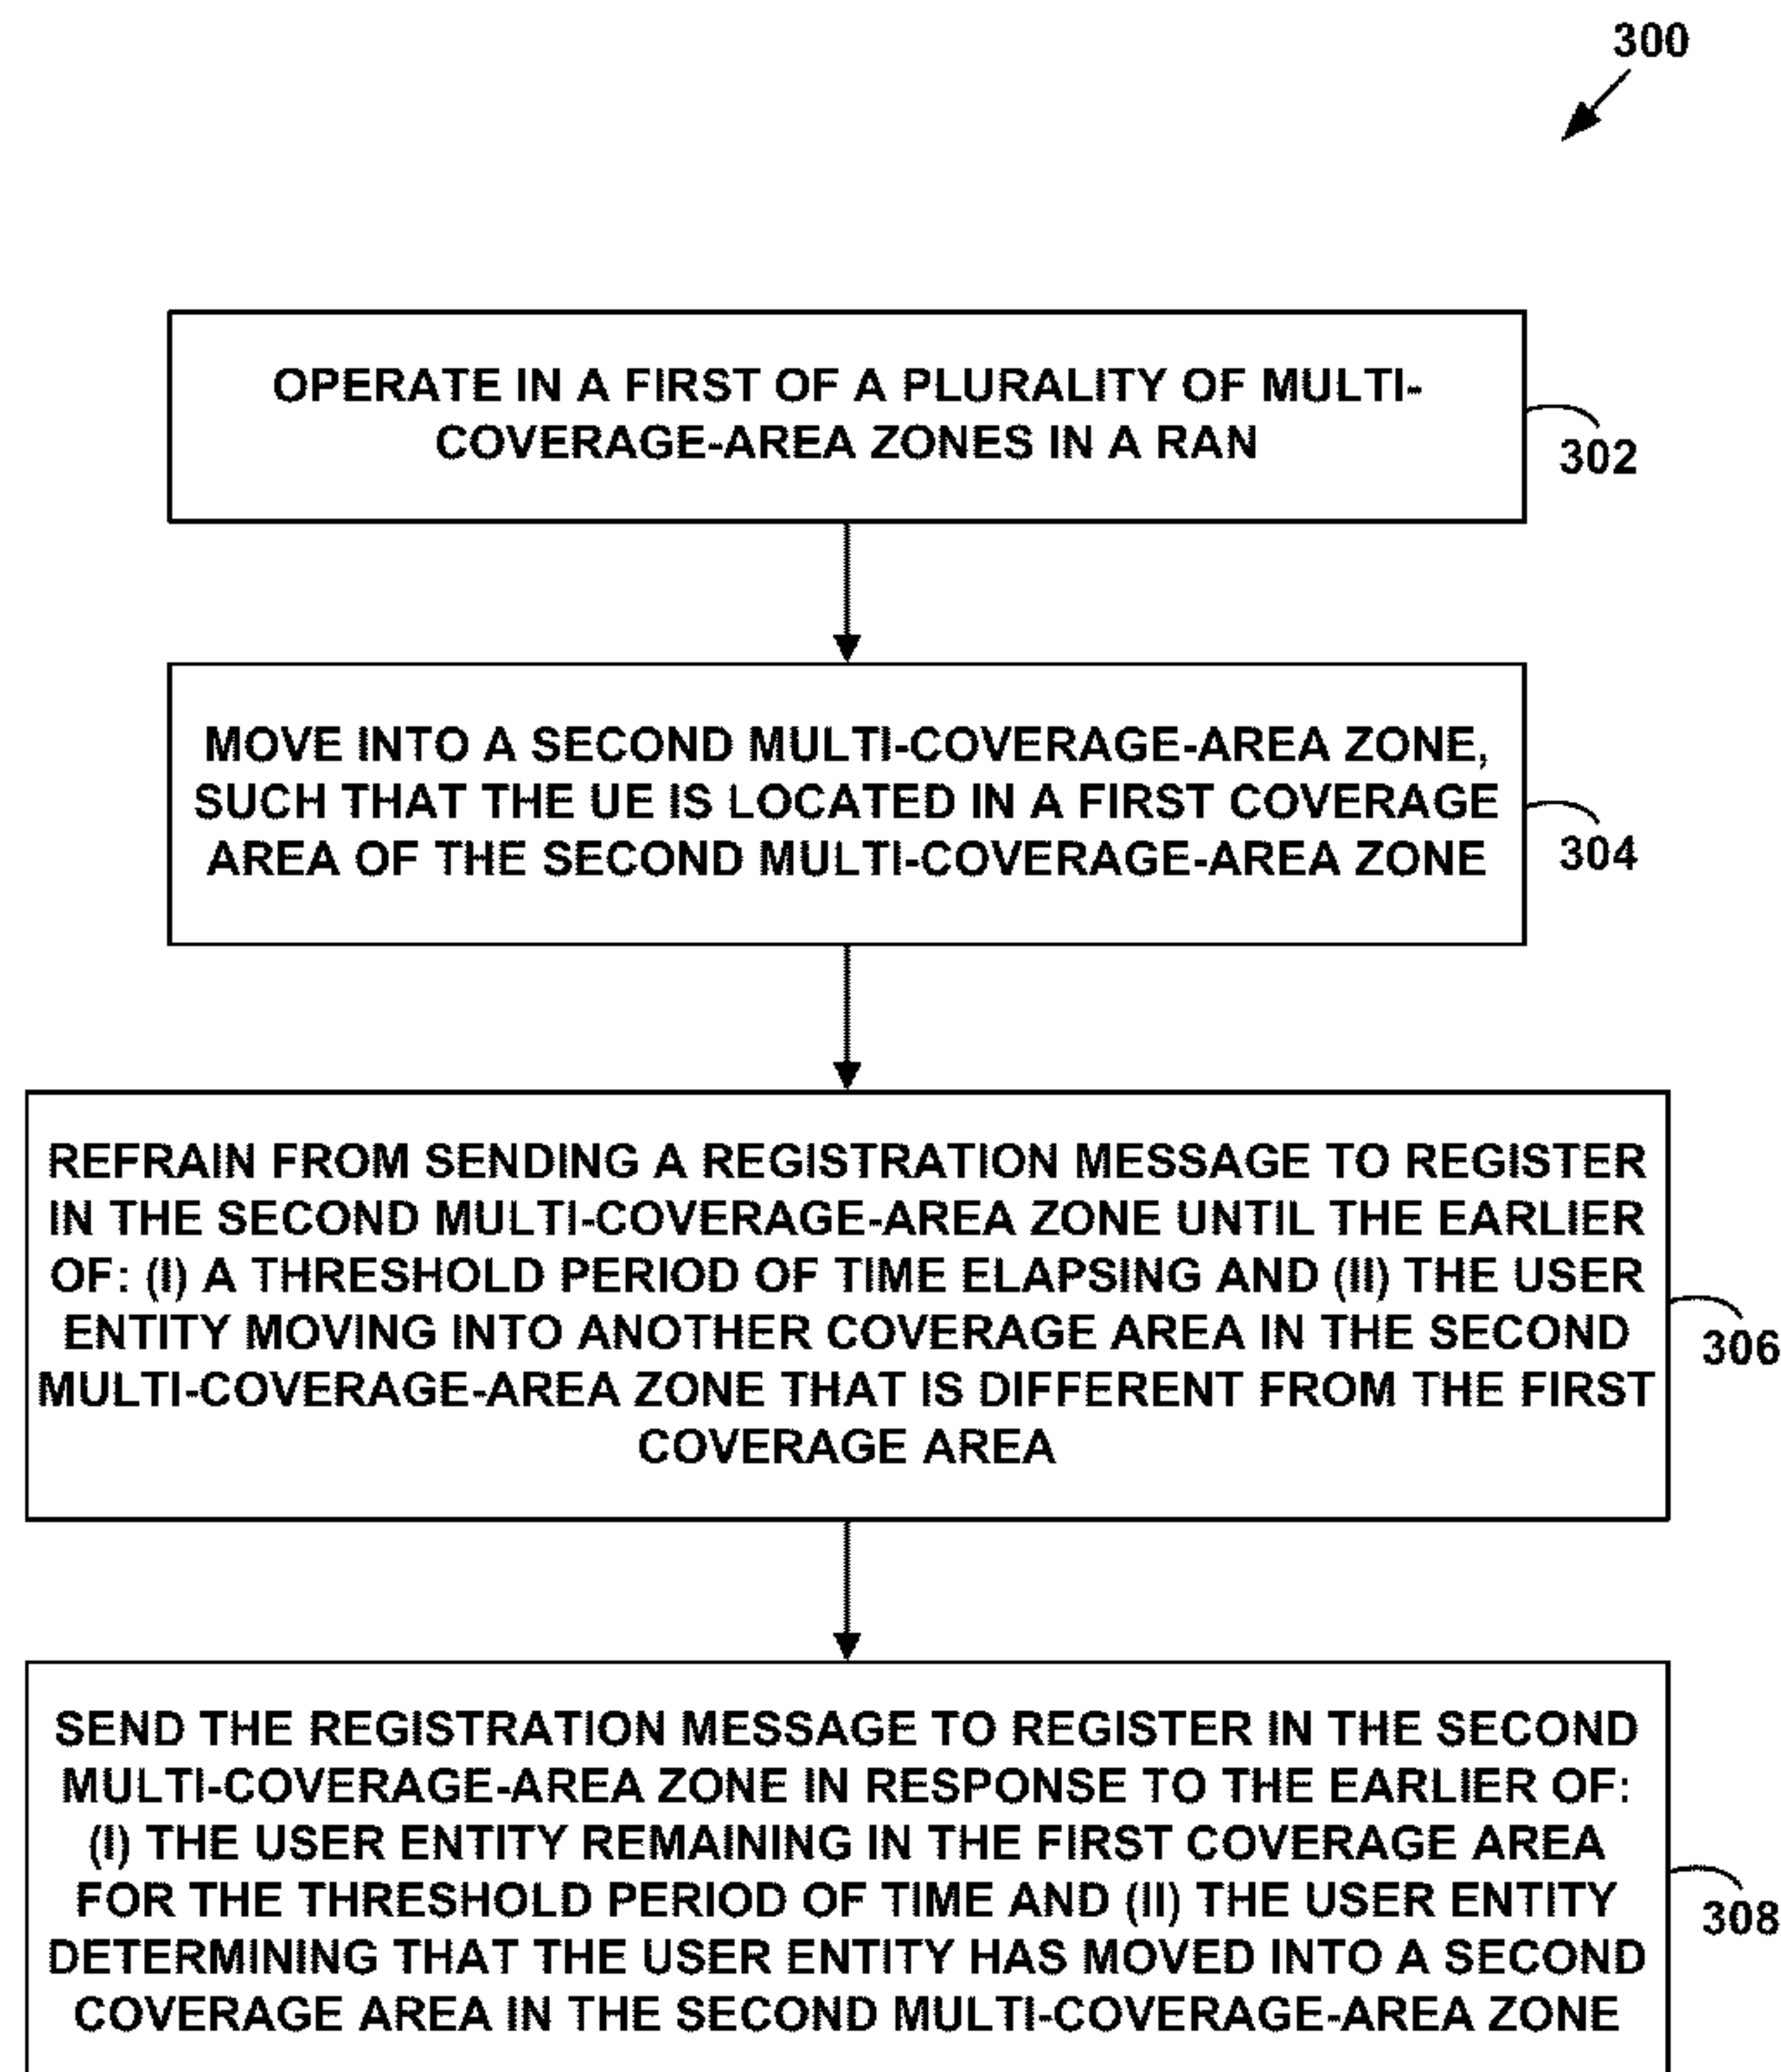 300
OPERATE IN A FIRST OF A PLURALITY OF MULTI-
COVERAGE-AREA ZONES IN A RAN
302
MOVE INTO A SECOND MULTI-COVERAGE-AREA ZONE,
SUCH THAT THE UE IS LOCATED IN A FIRST COVERAGE
AREA OF THE SECOND MULTI-COVERAGE-AREA ZONE
304
REFRAIN FROM SENDING A REGISTRATION MESSAGE TO REGISTER
IN THE SECOND MULTI-COVERAGE-AREA ZONE UNTIL THE EARLIER
OF: (I) A THRESHOLD PERIOD OF TIME ELAPSING AND (II) THE USER
ENTITY MOVING INTO ANOTHER COVERAGE AREA IN THE SECOND
MULTI-COVERAGE-AREA ZONE THAT IS DIFFERENT FROM THE FIRST
COVERAGE AREA
306
SEND THE REGISTRATION MESSAGE TO REGISTER IN THE SECOND
MULTI-COVERAGE-AREA ZONE IN RESPONSE TO THE EARLIER OF:
(I) THE USER ENTITY REMAINING IN THE FIRST COVERAGE AREA
FOR THE THRESHOLD PERIOD OF TIME AND (II) THE USER ENTITY
DETERMINING THAT THE USER ENTITY HAS MOVED INTO A SECOND
COVERAGE AREA IN THE SECOND MULTI-COVERAGE-AREA ZONE
308